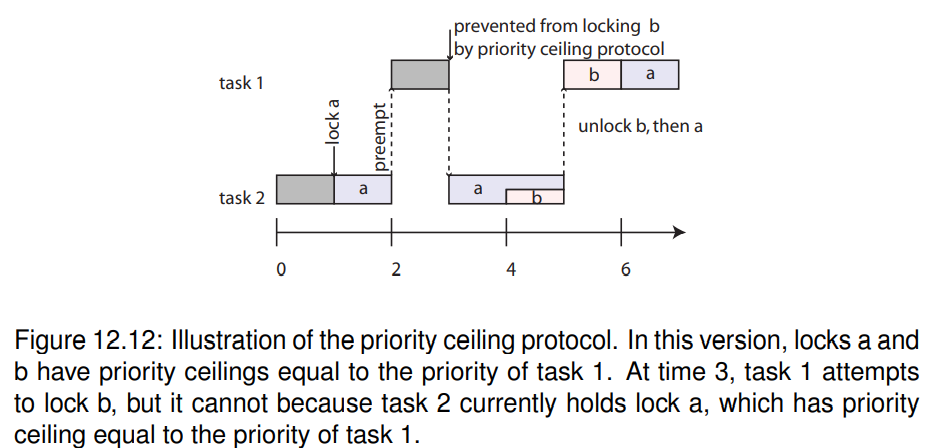 prevented from locking b
by priority ceiling protocol
task 1
b
a
lock a
preempt
unlock b, then a
task 2
a
a
b
0
2
4
6
Figure 12.12: Illustration of the priority ceiling protocol. In this version, locks a and
b have priority ceilings equal to the priority of task 1. At time 3, task 1 attempts
to lock b, but it cannot because task 2 currently holds lock a, which has priority
ceiling equal to the priority of task 1.